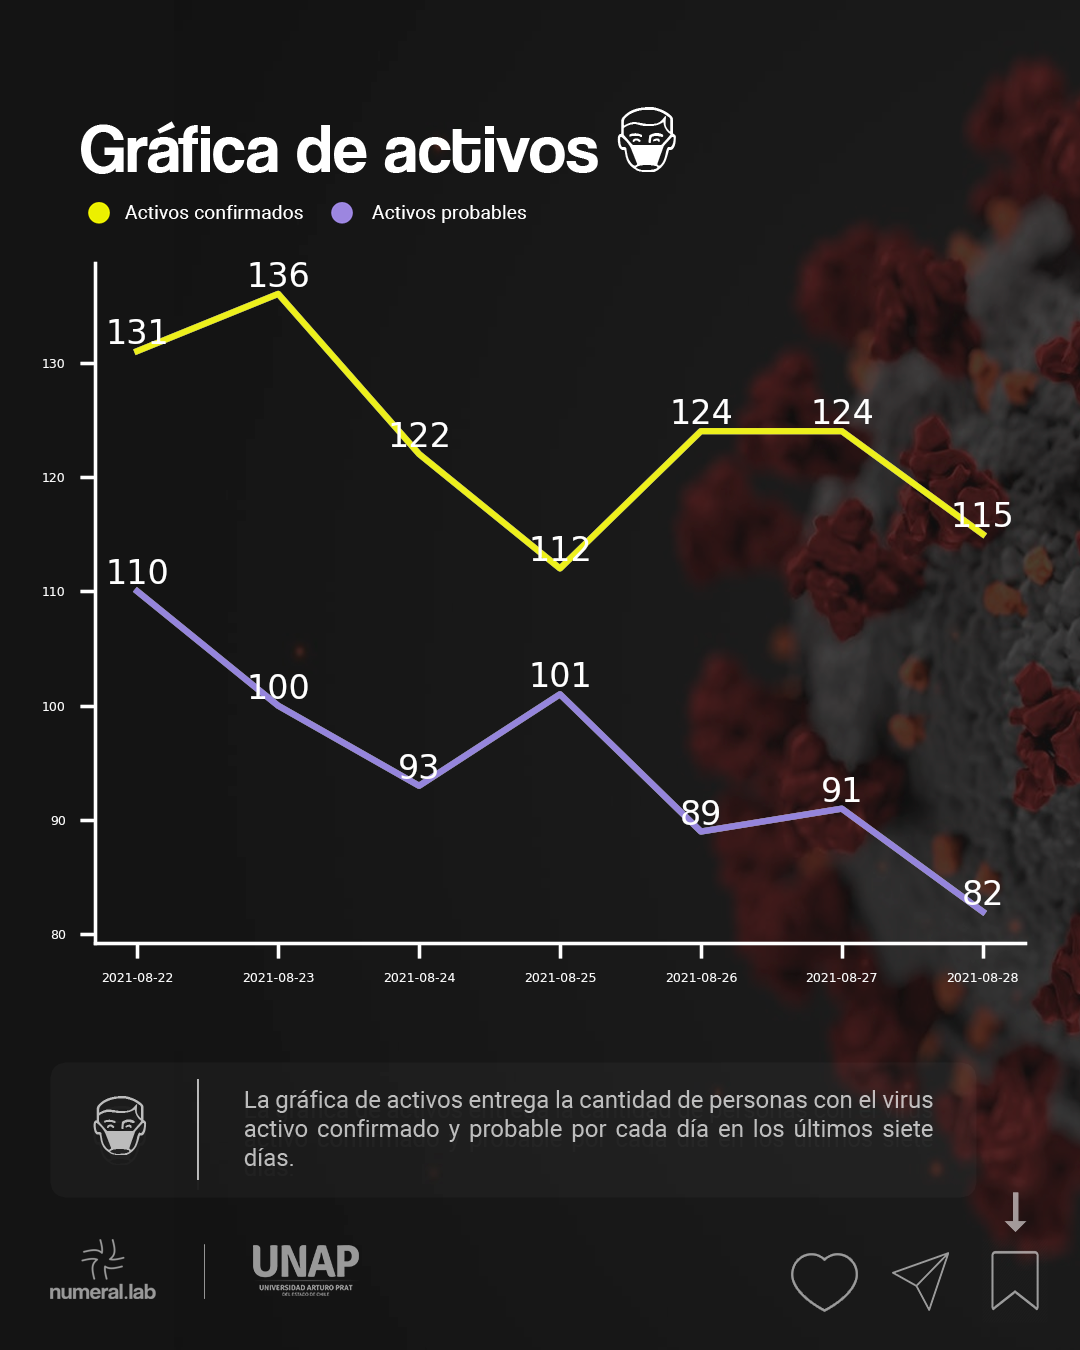 Gráfica de activos
Activos confirmados Activos probables
136
131
130
124 124
122
120
115
112
110
110
101
100
100
93
91
90
89
82
80
2021-08-22 2021-08-23 2021-08-24 2021-08-25 2021-08-26 2021-08-27 2021-08-28
La gráfica de activos entrega la cantidad de personas con el virus
activo confirmado y probable por cada día en los últimos siete
días.
numeral.lab
UNAP
UNIVERSIDAD ARTURO PRAT
DEL ESTADO DE CHILE